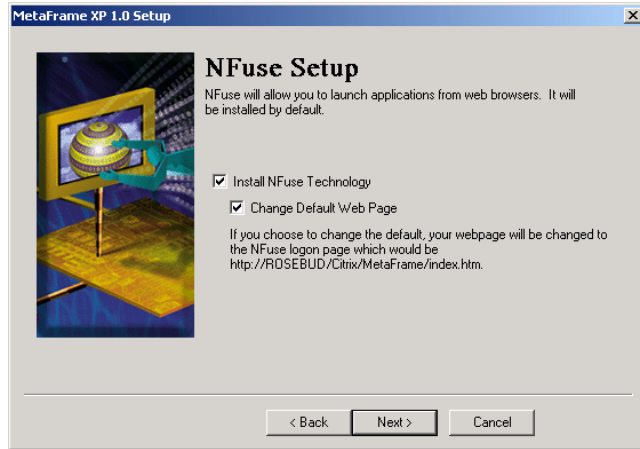 MetaFrame XP 1.0 Setup
NFuse Setup
NFuse will allow you to launch applications from web browsers. It will
be installed by default.
Install NFuse Technology
Change Default Web Page
If you choose to change the default, your webpage will be changed to
the NFuse logon page which would be
http://ROSEBUD/Citrix/MetaFrame/index.htm.
< Back
Next >
Cancel